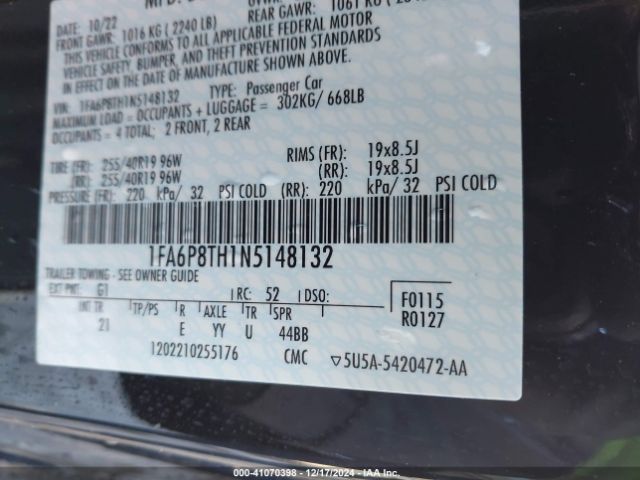 DATE: 10/22
REAR GAWR: 1061 KG
FRONT GAWR: 1016 KG ( 2240 LB)
THIS VEHICLE CONFORMS TO ALL APPLICABLE FEDERAL MOTOR
VEHICLE SAFETY, BUMPER, AND THEFT PREVENTION STANDARDS
IN EFFECT ON THE DATE OF MANUFACTURE SHOWN ABOVE.
VIN: 1FA6P8TH1N5148132 TYPE: Passenger Car
MAXIMUM LOAD = OCCUPANTS + LUGGAGE = 302KG/ 668LB
OCCUPANTS = 4 TOTAL; 2 FRONT, 2 REAR
TIRE (FR): 255/40R19 96W RIMS (FR): 19x8.5J
(RR): 255/40R19 96W (RR): 19x8.5J
PRESSURE (FR): 220 kPa/ 32 PSI COLD (RR): 220 kPa/ 32 PSI COLD
1FA6P8TH1N5148132
TRAILER TOWING - SEE OWNER GUIDE
EXT PNT: G1 RC: 52 DSO:
INT TR TP/PS R AXLE TR SPR
21 E YY U 44BB
F0115
R0127
1202210255176 CMC ▽5U5A-5420472-AA
000-41070398 - 12/17/2024 - IAA Auctions